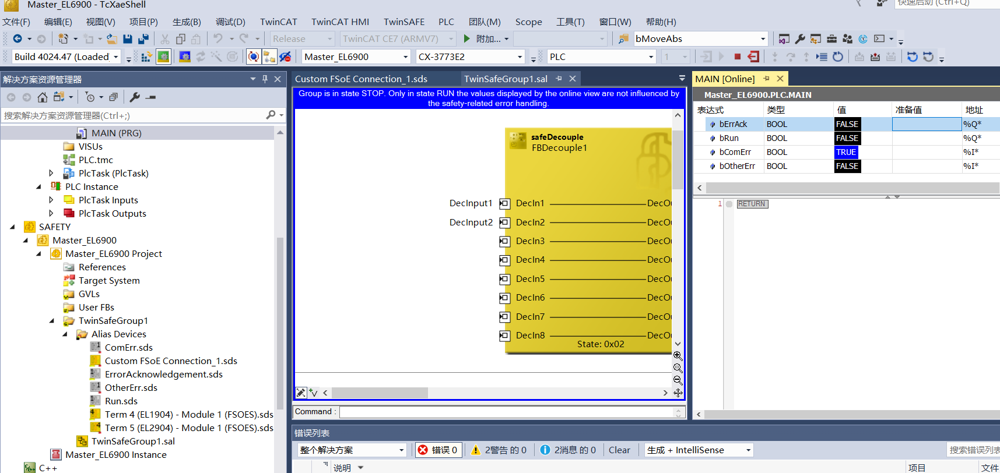 Master_EL6900 - TcXaeShell
快速启动 (Ctrl+Q)
文件(F) 编辑(E) 视图(V) 项目(P) 生成(B) 调试(D) TwinCAT TwinCAT HMI TwinSAFE PLC 团队(M) Scope 工具(T) 窗口(W) 帮助(H)
Release TwinCAT CE7 (ARMV7) 附加... bMoveAbs
Build 4024.47 (Loaded) Master_EL6900 CX-3773E2 PLC 1
解决方案资源管理器
搜索解决方案资源管理器(Ctrl+;)
MAIN (PRG)
VISUs
PLC.tmc
PlcTask (PlcTask)
PLC Instance
PlcTask Inputs
PlcTask Outputs
SAFETY
Master_EL6900
Master_EL6900 Project
References
Target System
GVLs
User FBs
TwinSafeGroup1
Alias Devices
ComErr.sds
Custom FSoE Connection_1.sds
ErrorAcknowledgement.sds
OtherErr.sds
Run.sds
Term 4 (EL1904) - Module 1 (FSOES).sds
Term 5 (EL2904) - Module 1 (FSOES).sds
TwinSafeGroup1.sal
Master_EL6900 Instance
C++
Custom FSoE Connection_1.sds TwinSafeGroup1.sal
Group is in state STOP. Only in state RUN the values displayed by the online view are not influenced by
the safety-related error handling.
safeDecouple
FBDecouple1
DecInput1 DecIn1 DecOu
DecInput2 DecIn2 DecOu
DecIn3 DecOu
DecIn4 DecOu
DecIn5 DecOu
DecIn6 DecOu
DecIn7 DecOu
DecIn8 DecOu
State: 0x02
Command :
MAIN [Online]
Master_EL6900.PLC.MAIN
表达式 类型 值 准备值 地址
bErrAck BOOL FALSE %Q*
bRun BOOL FALSE %Q*
bComErr BOOL TRUE %I*
bOtherErr BOOL FALSE %I*
1 RETURN
错误列表
整个解决方案 错误 0 2警告 的 0 2消息 的 0 Clear 生成 + IntelliSense 搜索错误列表
说明 项目 文件